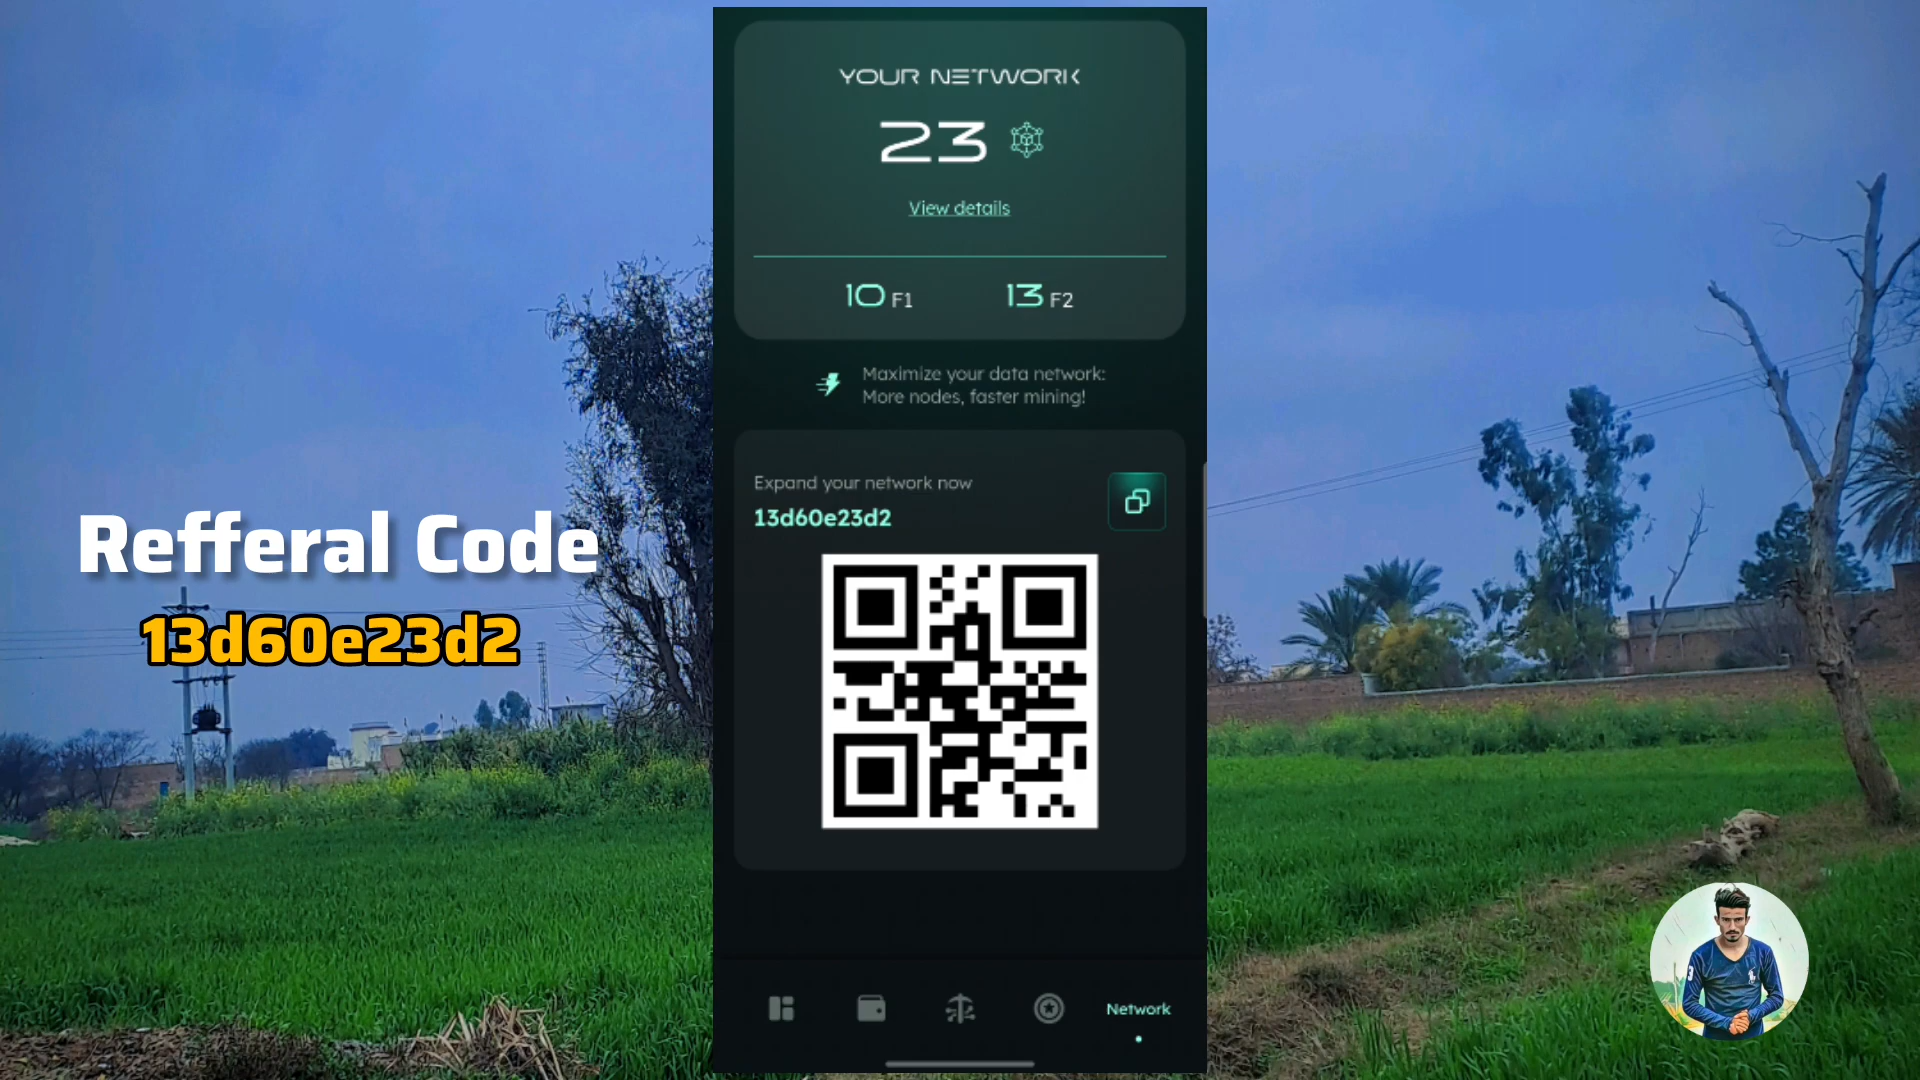 YOUR NETWORK
23
View details
10 F1 13 F2
Maximize your data network:
More nodes, faster mining!
Expand your network now
13d60e23d2
Network
Refferal Code
13d60e23d2